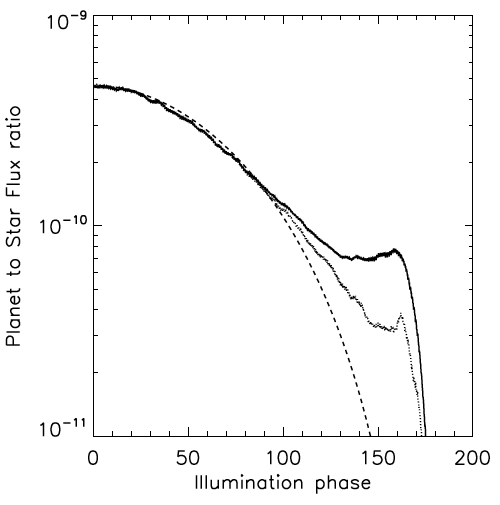 10⁻⁹
10⁻¹⁰
10⁻¹¹
Planet to Star Flux ratio
0 50 100 150 200
Illumination phase